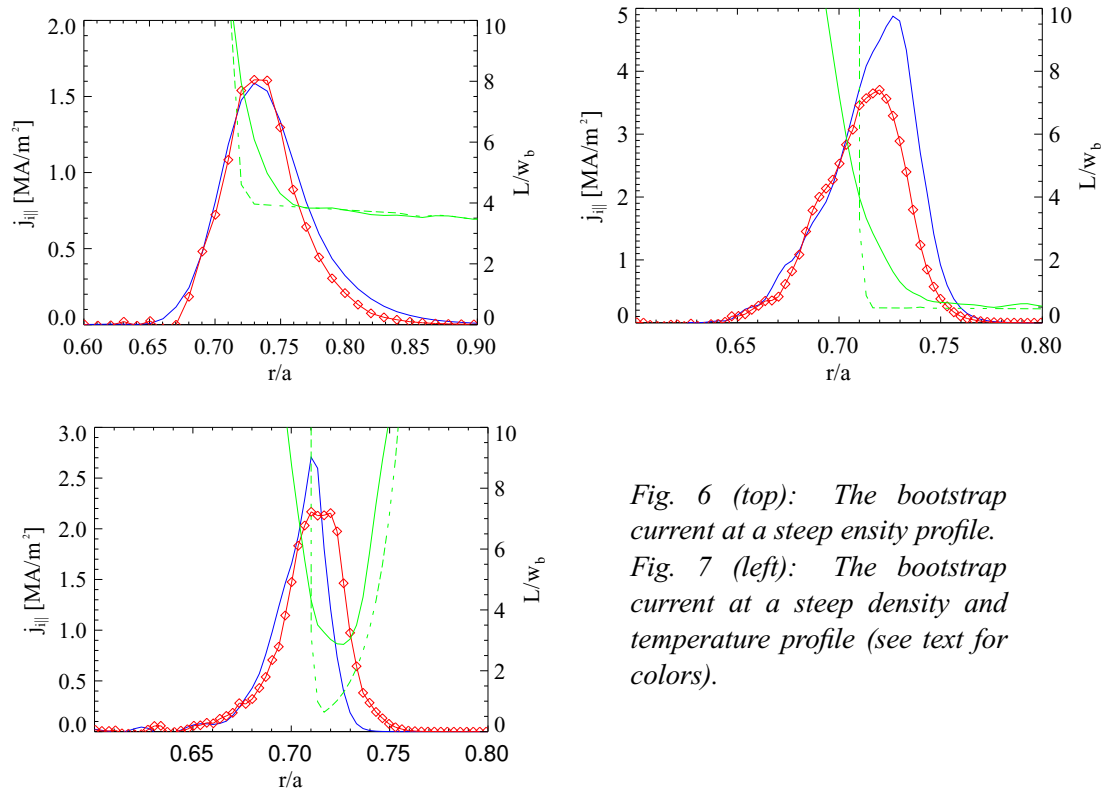 2.0
1.5
1.0
0.5
0.0
j_i|| [MA/m²]
10
8
6
4
2
0
L/w_b
0.60 0.65 0.70 0.75 0.80 0.85 0.90
r/a
5
4
3
2
1
0
j_i|| [MA/m²]
10
8
6
4
2
0
L/w_b
0.65 0.70 0.75 0.80
r/a
3.0
2.5
2.0
1.5
1.0
0.5
0.0
j_i|| [MA/m²]
10
8
6
4
2
0
L/w_b
0.65 0.70 0.75 0.80
r/a
Fig. 6 (top): The bootstrap
current at a steep ensity profile.
Fig. 7 (left): The bootstrap
current at a steep density and
temperature profile (see text for
colors).